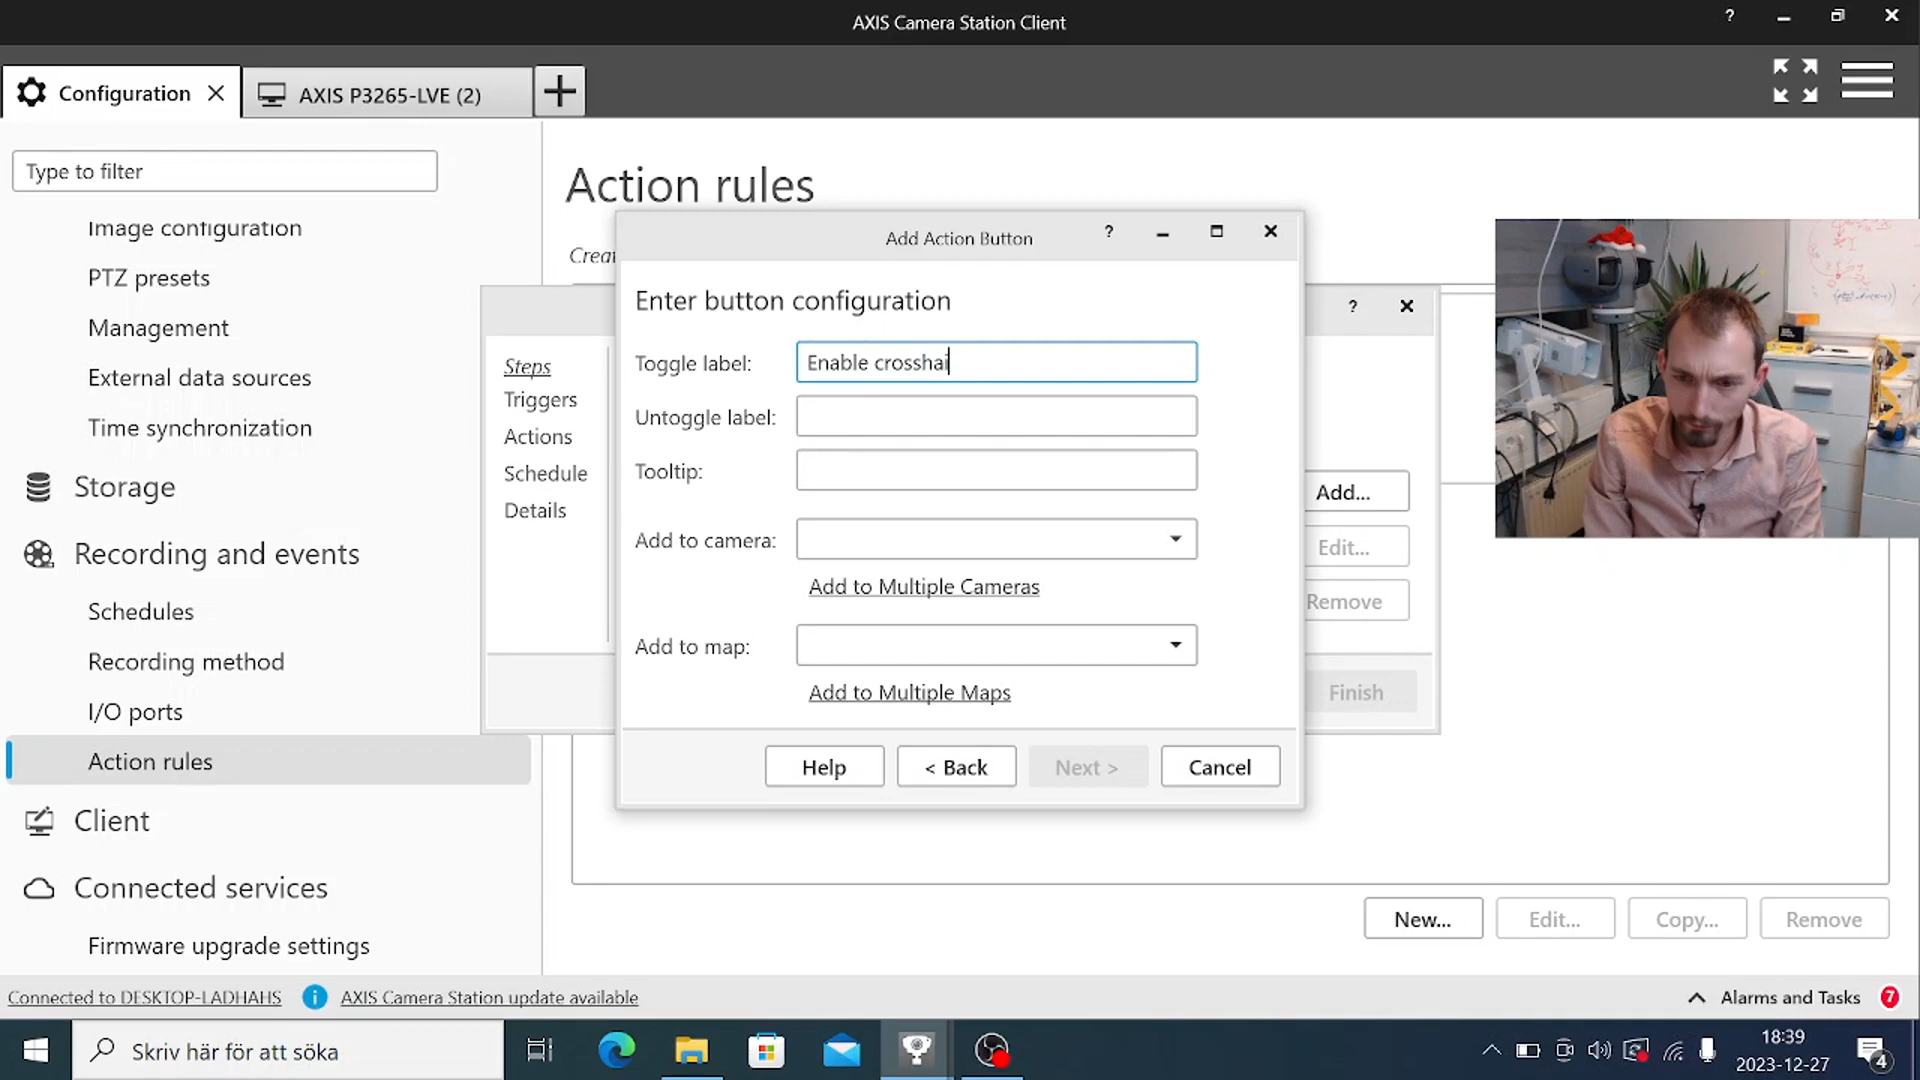 AXIS Camera Station Client
?
Configuration
AXIS P3265-LVE (2)
Type to filter
Image configuration
PTZ presets
Management
External data sources
Time synchronization
Storage
Recording and events
Schedules
Recording method
I/O ports
Action rules
Client
Connected services
Firmware upgrade settings
Action rules
Crea
Add Action Button
?
Enter button configuration
Toggle label:
Enable crosshai
Untoggle label:
Tooltip:
Add to camera:
Add to Multiple Cameras
Add to map:
Add to Multiple Maps
Help
< Back
Next >
Cancel
?
Steps
Triggers
Actions
Schedule
Details
Add...
Edit...
Remove
Finish
New...
Edit...
Copy...
Remove
Connected to DESKTOP-LADHAHS
AXIS Camera Station update available
Alarms and Tasks
7
Skriv här för att söka
18:39
2023-12-27
4